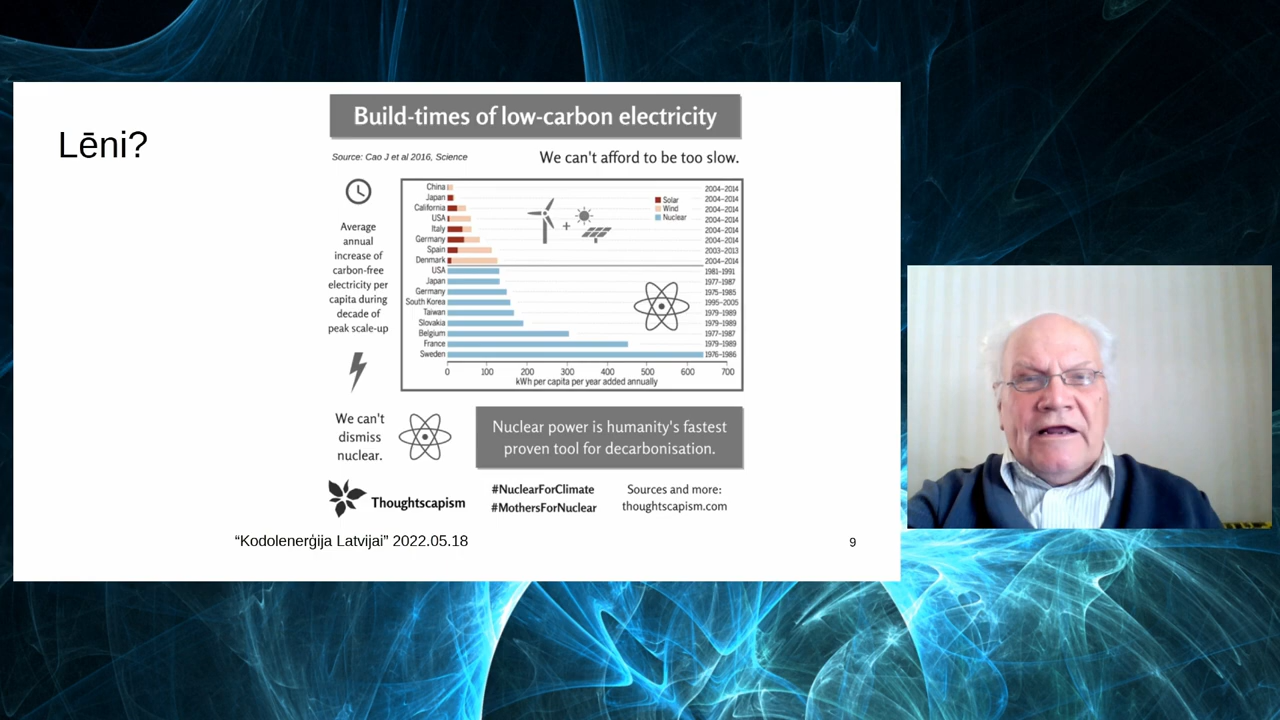 Lēni?
Build-times of low-carbon electricity
Source: Cao J et al 2016, Science
We can't afford to be too slow.
Average
annual
increase of
carbon-free
electricity per
capita during
decade of
peak scale-up
China 2004–2014
Japan 2004–2014
California 2004–2014
USA 2004–2014
Italy 2004–2014
Germany 2004–2014
Spain 2003–2013
Denmark 2004–2014
USA 1981–1991
Japan 1977–1987
Germany 1975–1985
South Korea 1995–2005
Taiwan 1979–1989
Slovakia 1979–1989
Belgium 1977–1987
France 1979–1989
Sweden 1976–1986
Solar
Wind
Nuclear
+
0 100 200 300 400 500 600 700
kWh per capita per year added annually
We can't
dismiss
nuclear.
Nuclear power is humanity's fastest
proven tool for decarbonisation.
Thoughtscapism
#NuclearForClimate
#MothersForNuclear
Sources and more:
thoughtscapism.com
“Kodolenerģija Latvijai” 2022.05.18
9